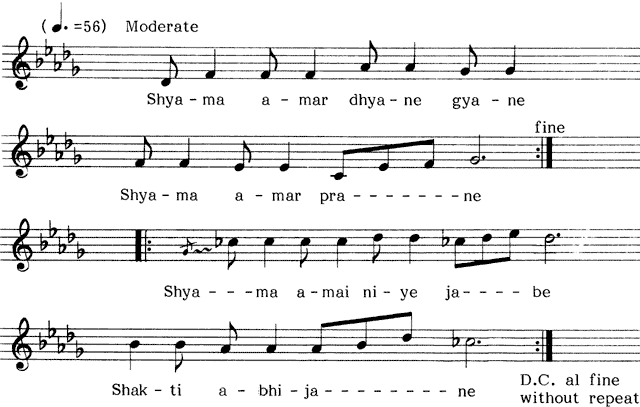 (♩.=56) Moderate
Shya-ma a-mar dhya-ne gya-ne
fine
Shya-ma a-mar pra-------ne
Shya---ma a-mai ni-ye ja----be
Shak-ti a-bhi-ja--------ne
D.C. al fine
without repeat